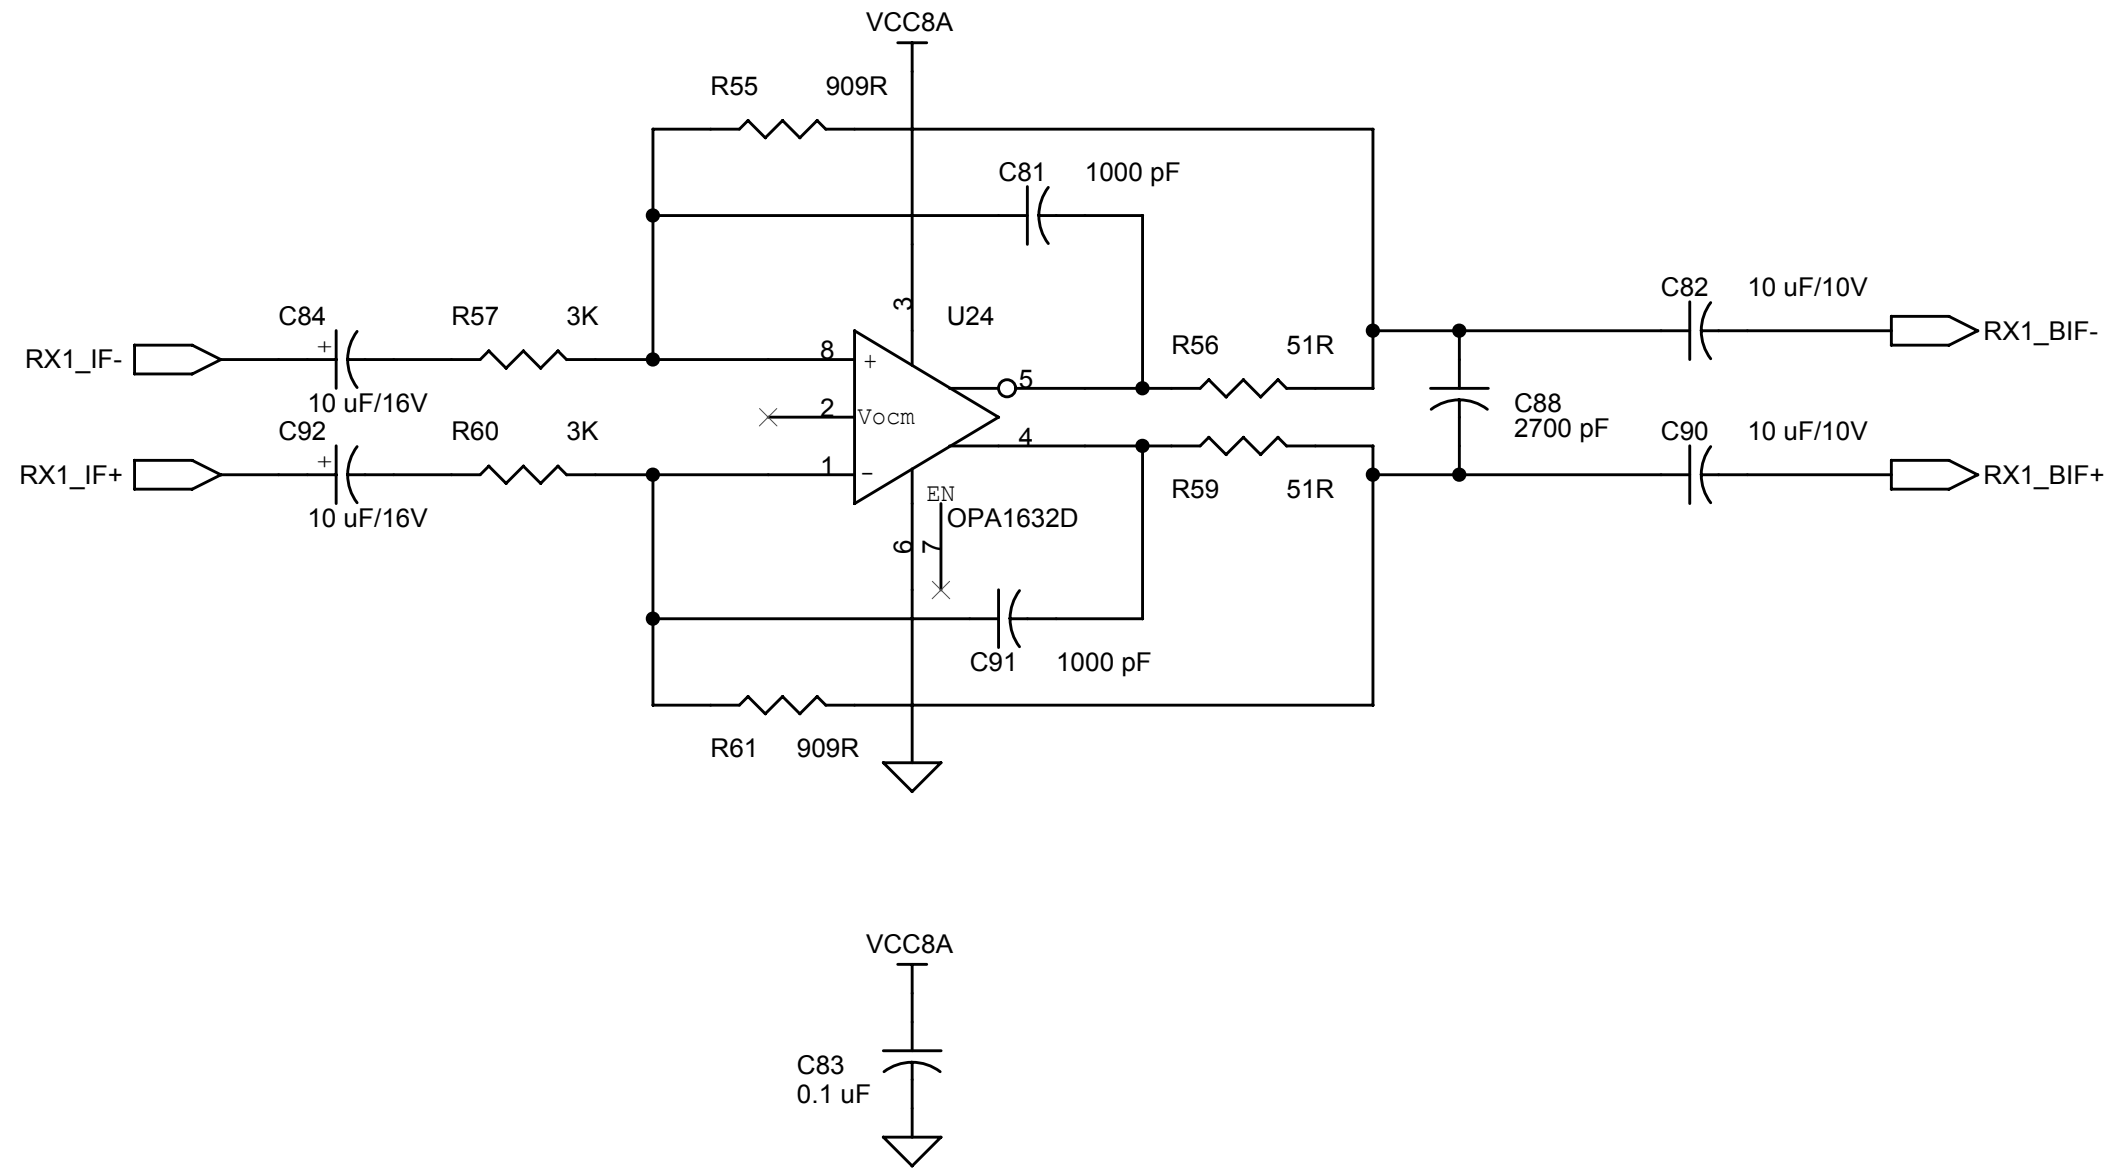 VCC8A
R55 909R
C81 1000 pF
C82 10 uF/10V
3
C84 R57 3K U24
+
RX1_IF-
8 +
5
R56 51R
RX1_BIF-
10 uF/16V
2 Vocm
C88
2700 pF
C92 R60 3K
C90 10 uF/10V
+
4
RX1_IF+
1 -
R59 51R
RX1_BIF+
10 uF/16V
EN
OPA1632D
6 7
C91 1000 pF
R61 909R
VCC8A
C83
0.1 uF